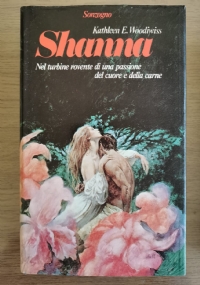 Sonzogno
Kathleen E. Woodiwiss
Shanna
Nel turbine rovente di una passione
del cuore e della carne